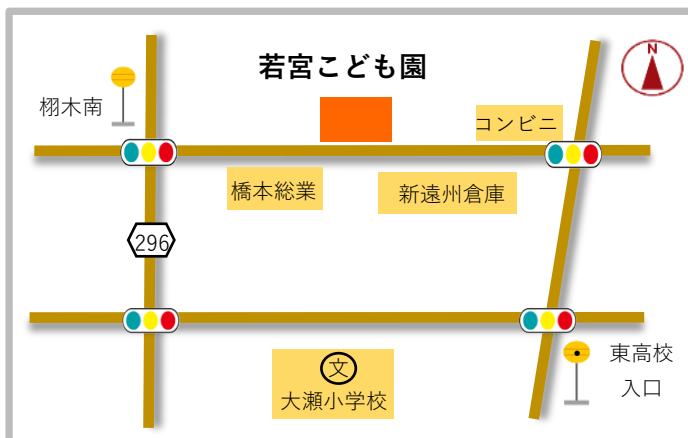 若宮こども園
N
栩木南
コンビニ
橋本総業
新遠州倉庫
296
文
大瀬小学校
東高校
入口